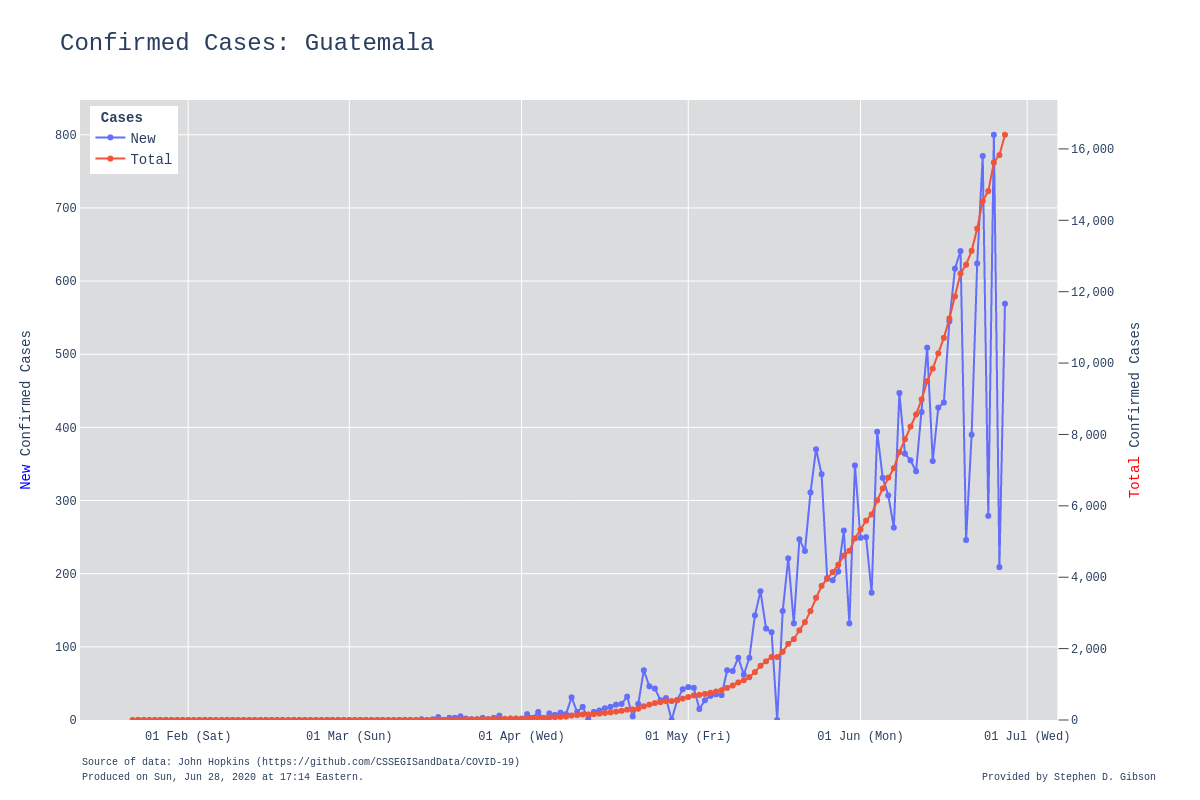 Confirmed Cases: Guatemala
Cases
New
Total
800
700
600
500
400
300
200
100
0
16,000
14,000
12,000
10,000
8,000
6,000
4,000
2,000
0
New Confirmed Cases
Total Confirmed Cases
01 Feb (Sat)
01 Mar (Sun)
01 Apr (Wed)
01 May (Fri)
01 Jun (Mon)
01 Jul (Wed)
Source of data: John Hopkins (https://github.com/CSSEGISandData/COVID-19)
Produced on Sun, Jun 28, 2020 at 17:14 Eastern.
Provided by Stephen D. Gibson